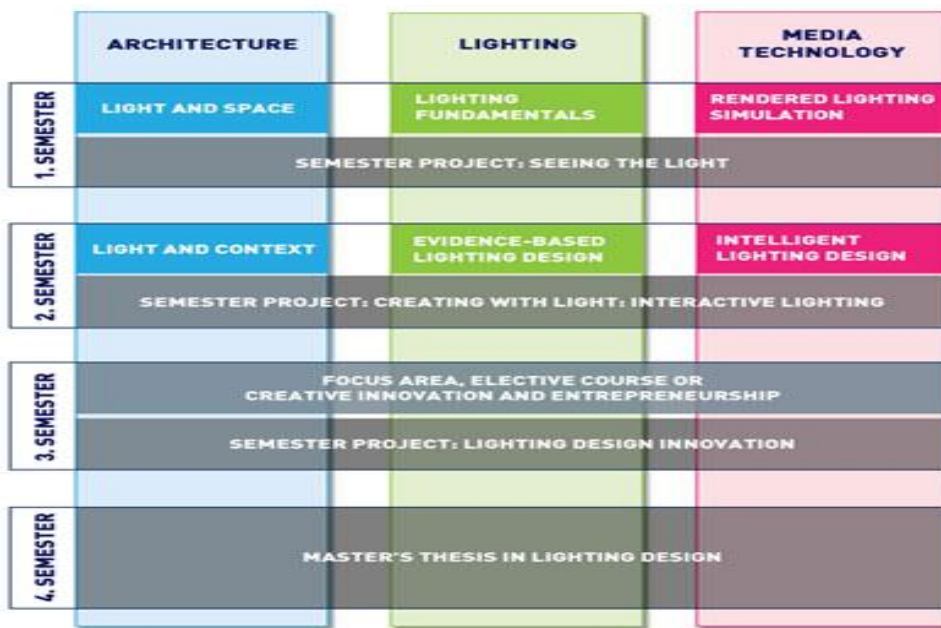 ARCHITECTURE
LIGHTING
MEDIA
TECHNOLOGY
1. SEMESTER
LIGHT AND SPACE
LIGHTING
FUNDAMENTALS
RENDERED LIGHTING
SIMULATION
SEMESTER PROJECT: SEEING THE LIGHT
2. SEMESTER
LIGHT AND CONTEXT
EVIDENCE-BASED
LIGHTING DESIGN
INTELLIGENT
LIGHTING DESIGN
SEMESTER PROJECT: CREATING WITH LIGHT: INTERACTIVE LIGHTING
3. SEMESTER
FOCUS AREA, ELECTIVE COURSE OR
CREATIVE INNOVATION AND ENTREPRENEURSHIP
SEMESTER PROJECT: LIGHTING DESIGN INNOVATION
4. SEMESTER
MASTER'S THESIS IN LIGHTING DESIGN